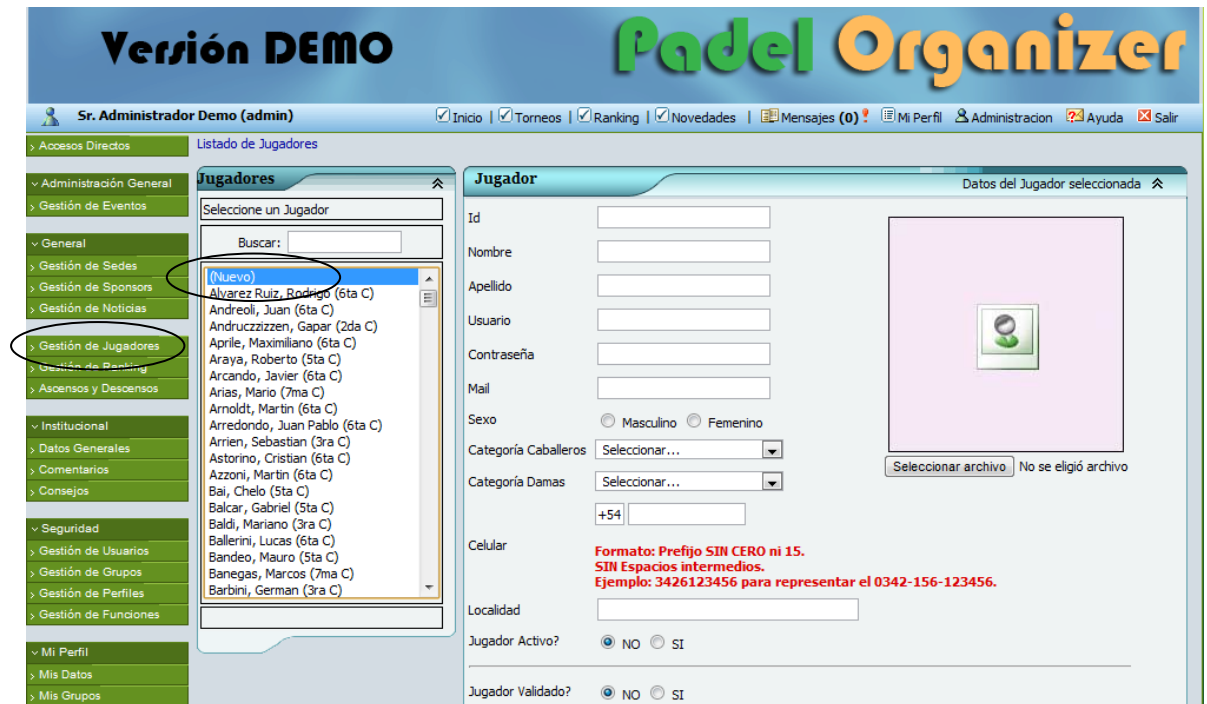 Versión DEMO
Padel Organizer
Sr. Administrador Demo (admin)
Inicio | Torneos | Ranking | Novedades | Mensajes (0) Mi Perfil Administracion Ayuda Salir
> Accesos Directos
Administración General
> Gestión de Eventos
General
> Gestión de Sedes
> Gestión de Sponsors
> Gestión de Noticias
> Gestión de Jugadores
> Gestión de Ranking
> Ascensos y Descensos
Institucional
> Datos Generales
> Comentarios
> Consejos
Seguridad
> Gestión de Usuarios
> Gestión de Grupos
> Gestión de Perfiles
> Gestión de Funciones
Mi Perfil
> Mis Datos
> Mis Grupos
Listado de Jugadores
Jugadores
Seleccione un Jugador
Buscar:
(Nuevo)
Alvarez Ruiz, Rodrigo (6ta C)
Andreoli, Juan (6ta C)
Andruczzizzen, Gapar (2da C)
Aprile, Maximiliano (6ta C)
Araya, Roberto (5ta C)
Arcando, Javier (6ta C)
Arias, Mario (7ma C)
Arnoldt, Martin (6ta C)
Arredondo, Juan Pablo (6ta C)
Arrien, Sebastian (3ra C)
Astorino, Cristian (6ta C)
Azzoni, Martin (6ta C)
Bai, Chelo (5ta C)
Balcar, Gabriel (5ta C)
Baldi, Mariano (3ra C)
Ballerini, Lucas (6ta C)
Bandeo, Mauro (5ta C)
Banegas, Marcos (7ma C)
Barbini, German (3ra C)
Jugador
Datos del Jugador seleccionada
Id
Nombre
Apellido
Usuario
Contraseña
Mail
Sexo Masculino Femenino
Categoría Caballeros Seleccionar...
Categoría Damas Seleccionar...
+54
Celular
Formato: Prefijo SIN CERO ni 15.
SIN Espacios intermedios.
Ejemplo: 3426123456 para representar el 0342-156-123456.
Localidad
Jugador Activo? NO SI
Jugador Validado? NO SI
Seleccionar archivo No se eligió archivo